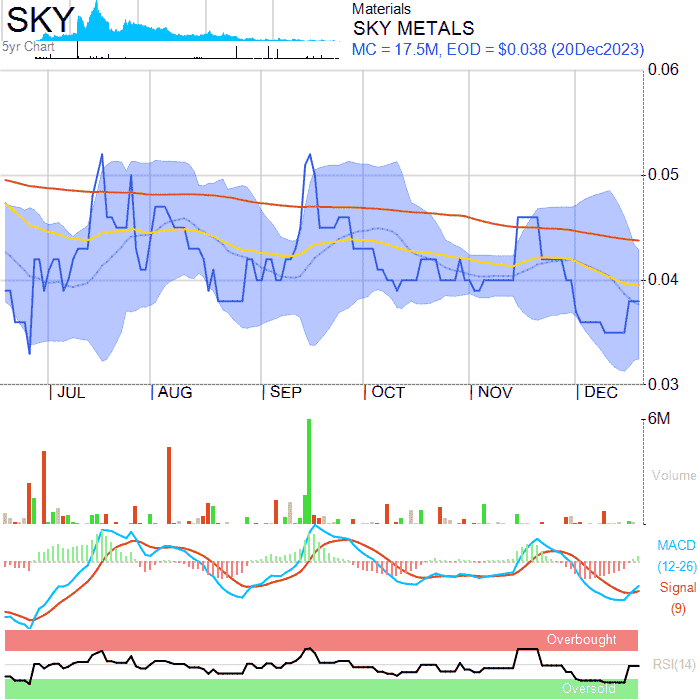 SKY
5yr Chart
Materials
SKY METALS
MC = 17.5M, EOD = $0.038 (20Dec2023)
0.06
0.05
0.04
0.03
JUL
AUG
SEP
OCT
NOV
DEC
6M
Volume
MACD
(12-26)
Signal
(9)
Overbought
RSI(14)
Oversold